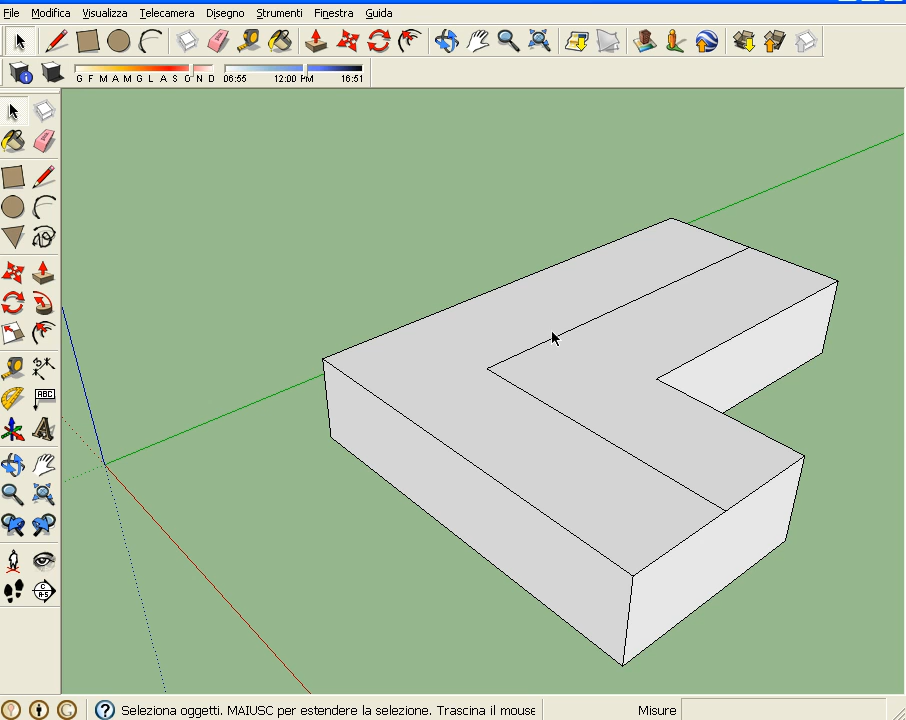 File Modifica Visualizza Telecamera Disegno Strumenti Finestra Guida
G F M A M G L A S O N D 06:55 12:00 PM 16:51
ABC
Seleziona oggetti. MAIUSC per estendere la selezione. Trascina il mouse Misure